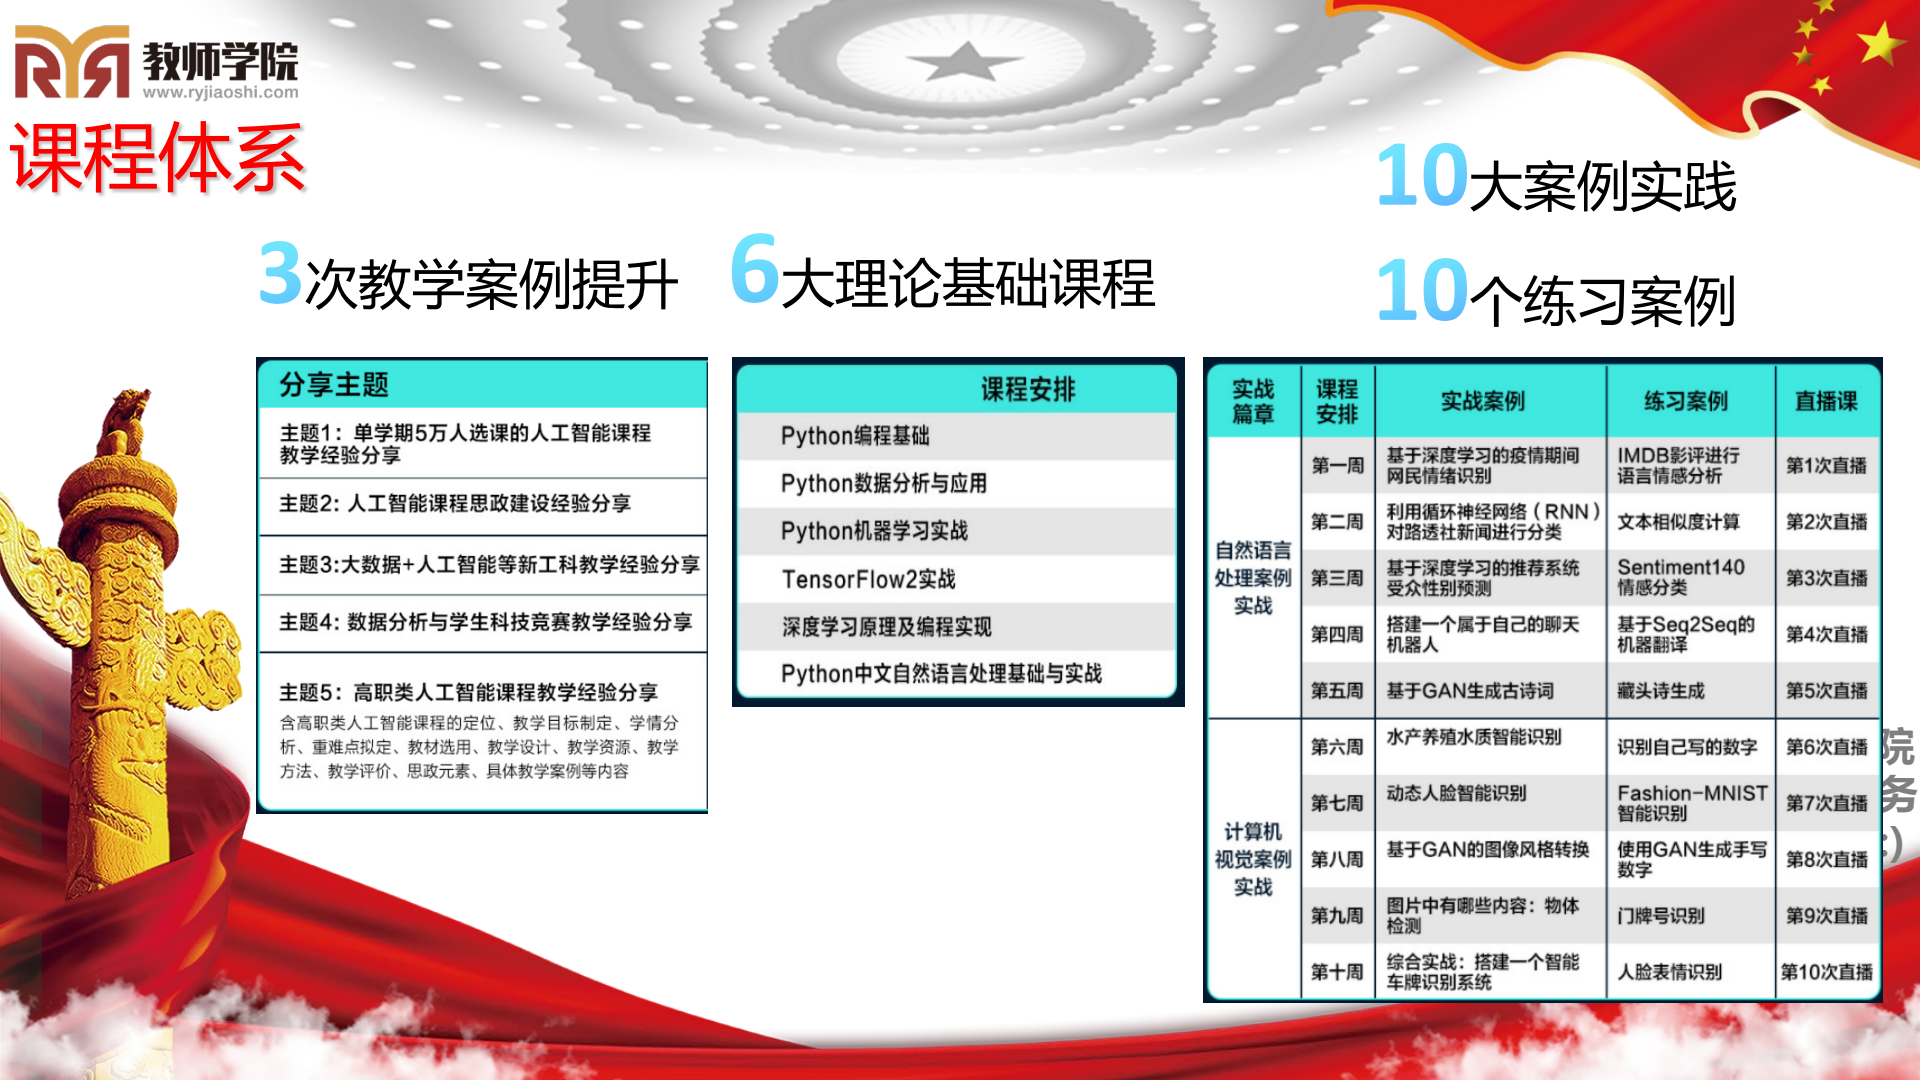 RYR 教师学院
www.ryjiaoshi.com
课程体系
3次教学案例提升
6大理论基础课程
10大案例实践
10个练习案例
分享主题
主题1：单学期5万人选课的人工智能课程
教学经验分享
主题2: 人工智能课程思政建设经验分享
主题3:大数据+人工智能等新工科教学经验分享
主题4: 数据分析与学生科技竞赛教学经验分享
主题5：高职类人工智能课程教学经验分享
含高职类人工智能课程的定位、教学目标制定、学情分
析、重难点拟定、教材选用、教学设计、教学资源、教学
方法、教学评价、思政元素、具体教学案例等内容
课程安排
Python编程基础
Python数据分析与应用
Python机器学习实战
TensorFlow2实战
深度学习原理及编程实现
Python中文自然语言处理基础与实战
实战
篇章
课程
安排
实战案例
练习案例
直播课
自然语言
处理案例
实战
第一周
基于深度学习的疫情期间
网民情绪识别
IMDB影评进行
语言情感分析
第1次直播
第二周
利用循环神经网络（RNN）
对路透社新闻进行分类
文本相似度计算
第2次直播
第三周
基于深度学习的推荐系统
受众性别预测
Sentiment140
情感分类
第3次直播
第四周
搭建一个属于自己的聊天
机器人
基于Seq2Seq的
机器翻译
第4次直播
第五周
基于GAN生成古诗词
藏头诗生成
第5次直播
计算机
视觉案例
实战
第六周
水产养殖水质智能识别
识别自己写的数字
第6次直播
第七周
动态人脸智能识别
Fashion-MNIST
智能识别
第7次直播
第八周
基于GAN的图像风格转换
使用GAN生成手写
数字
第8次直播
第九周
图片中有哪些内容：物体
检测
门牌号识别
第9次直播
第十周
综合实战：搭建一个智能
车牌识别系统
人脸表情识别
第10次直播
院
务
:)